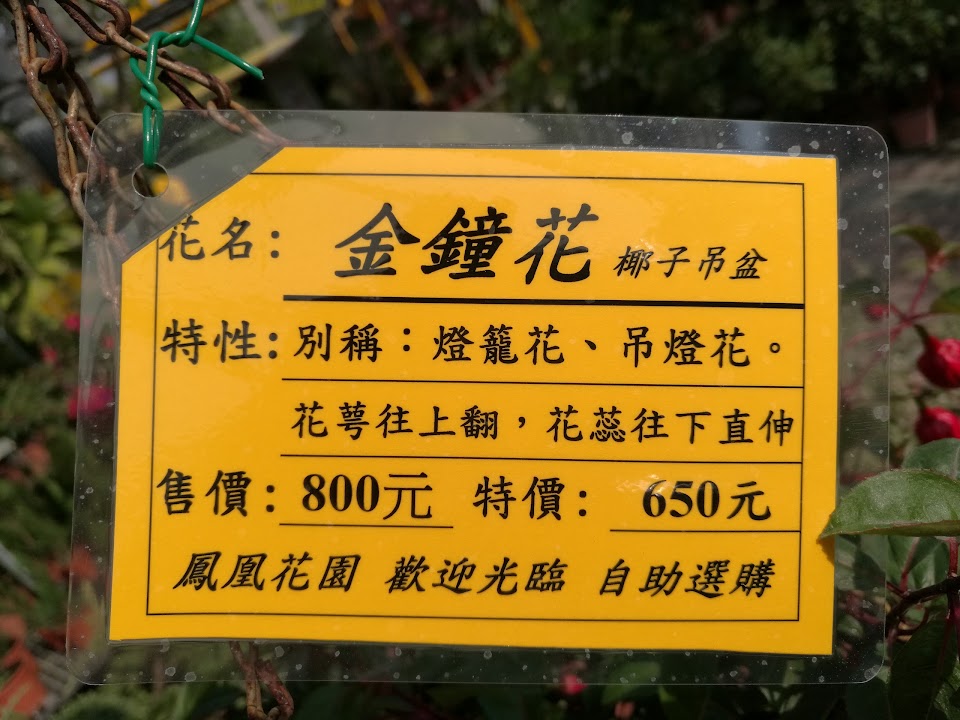 花名: 金鐘花 椰子吊盆
特性: 別稱：燈籠花、吊燈花。
花萼往上翻，花蕊往下直伸
售價: 800元 特價: 650元
鳳凰花園 歡迎光臨 自助選購